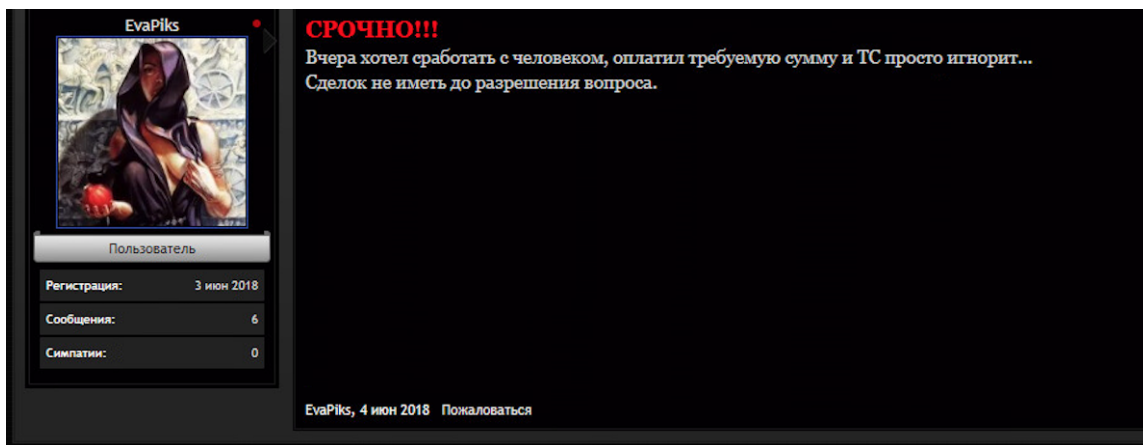 EvaPiks
СРОЧНО!!!
Вчера хотел сработать с человеком, оплатил требуемую сумму и ТС просто игнорит...
Сделок не иметь до разрешения вопроса.
Пользователь
Регистрация: 3 июн 2018
Сообщения: 6
Симпатии: 0
EvaPiks, 4 июн 2018 Пожаловаться